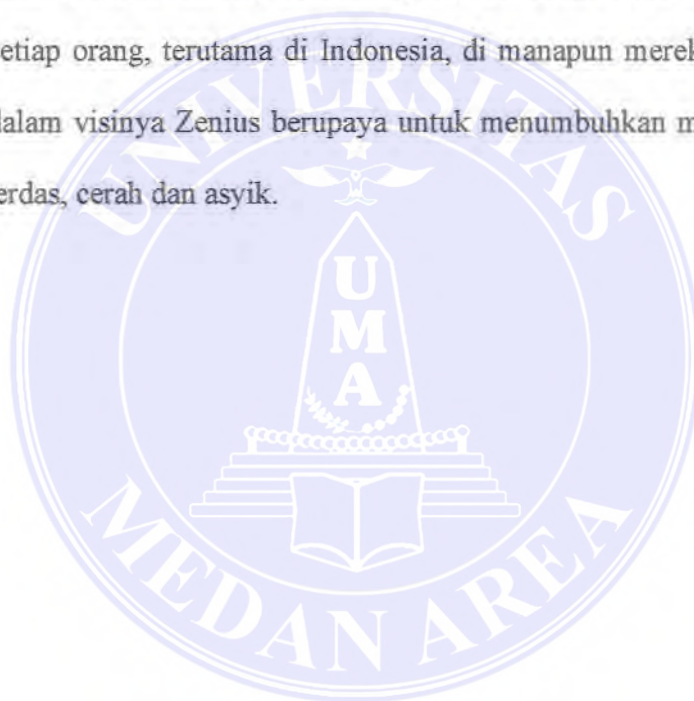 etiap orang, terutama di Indonesia, di manapun merek
dalam visinya Zenius berupaya untuk menumbuhkan m
erdas, cerah dan asyik.
UNIVERSITAS
UMA
MEDAN AREA